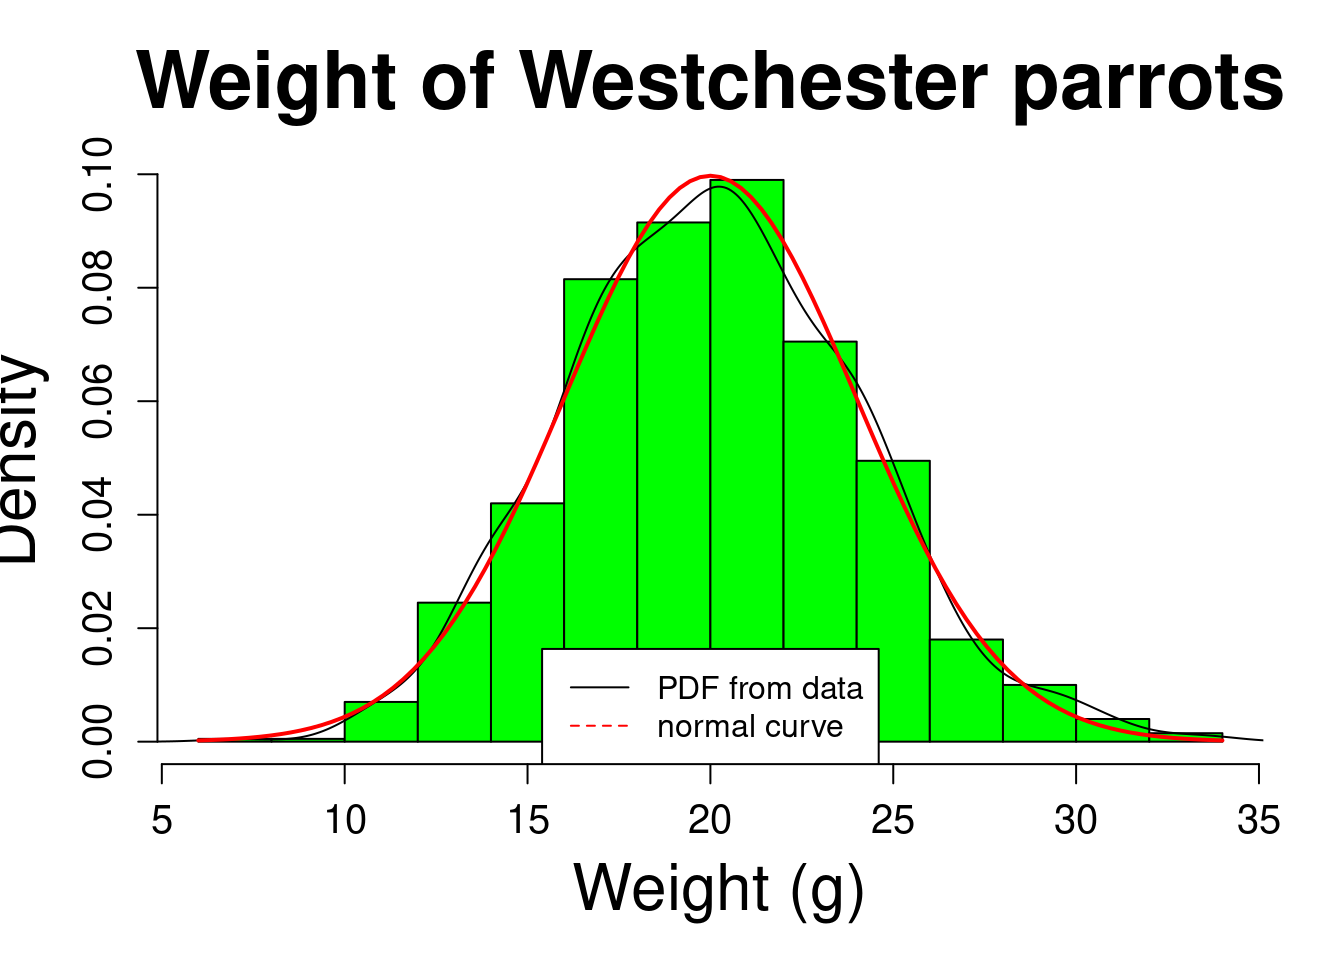 Weight of Westchester parrots
Density
0.10
0.08
0.06
0.04
0.02
0.00
PDF from data
normal curve
5 10 15 20 25 30 35
Weight (g)